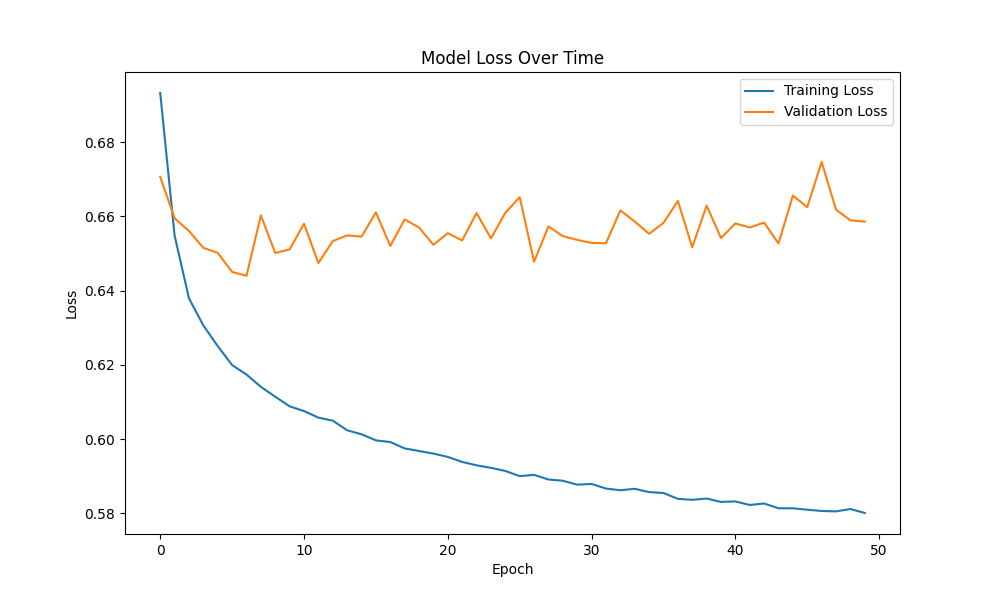 Model Loss Over Time
Training Loss
Validation Loss
0.68
0.66
0.64
0.62
0.60
0.58
Loss
0 10 20 30 40 50
Epoch